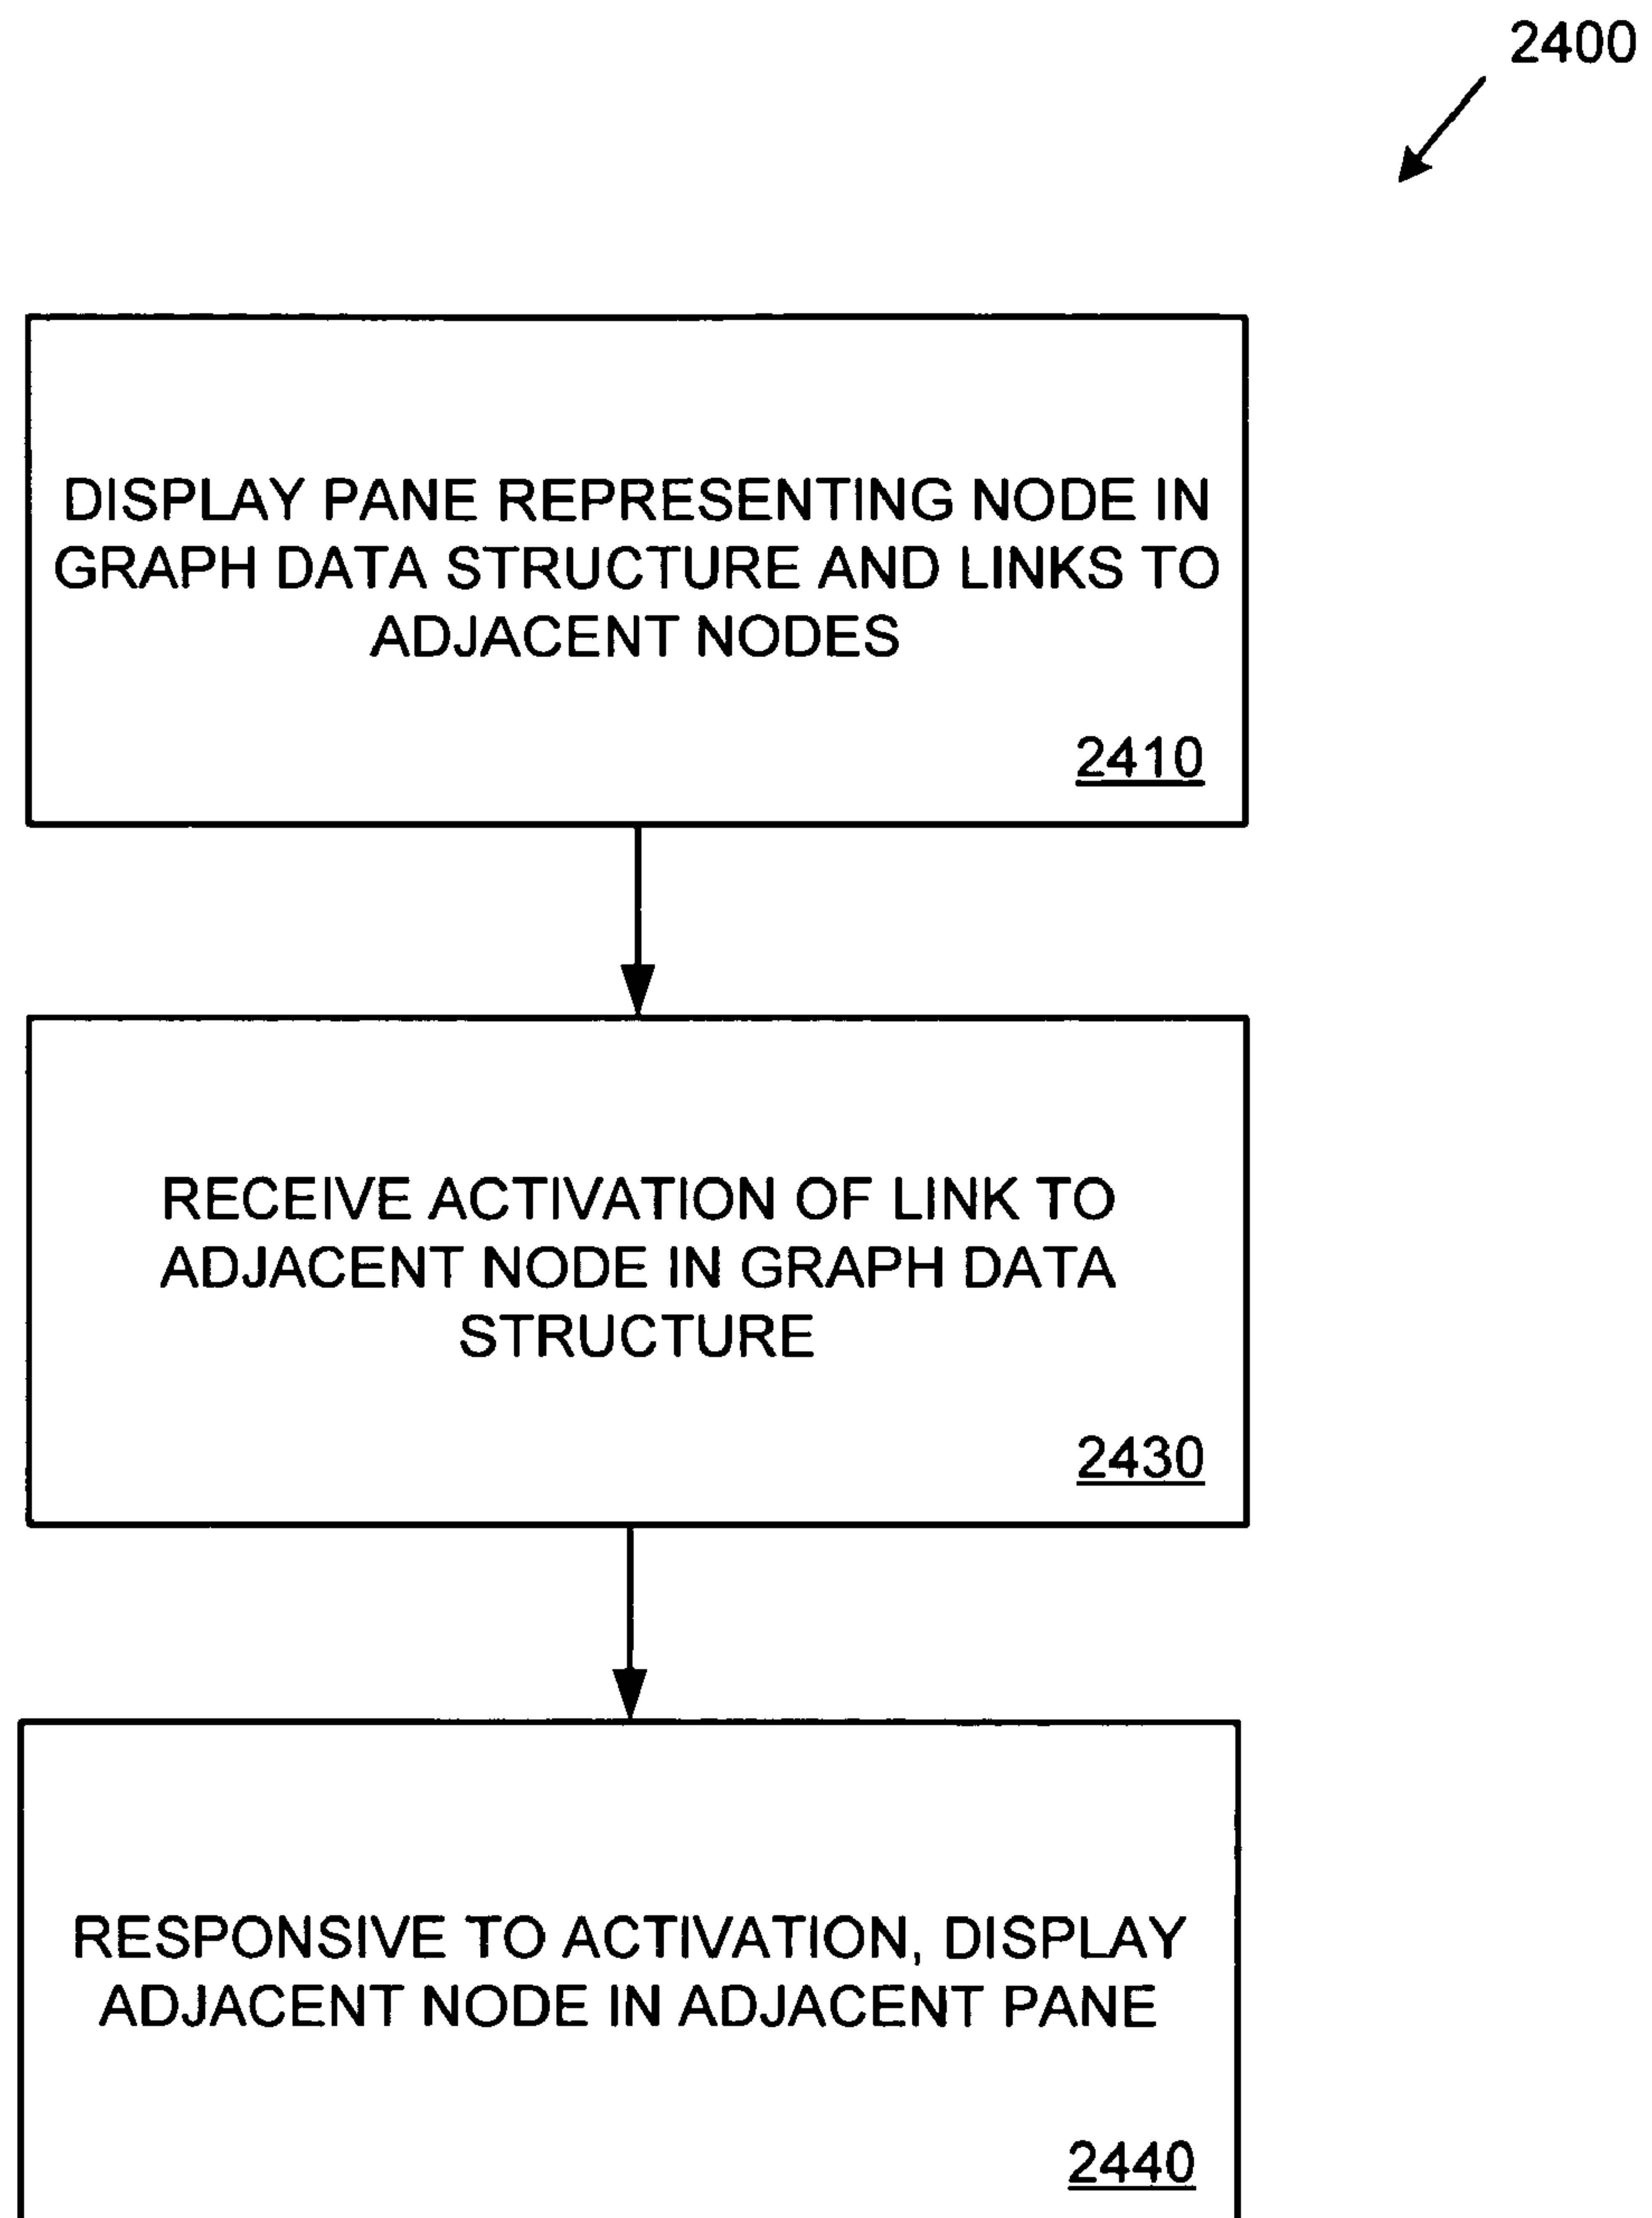 2400
DISPLAY PANE REPRESENTING NODE IN
GRAPH DATA STRUCTURE AND LINKS TO
ADJACENT NODES
2410
RECEIVE ACTIVATION OF LINK TO
ADJACENT NODE IN GRAPH DATA
STRUCTURE
2430
RESPONSIVE TO ACTIVATION, DISPLAY
ADJACENT NODE IN ADJACENT PANE
2440